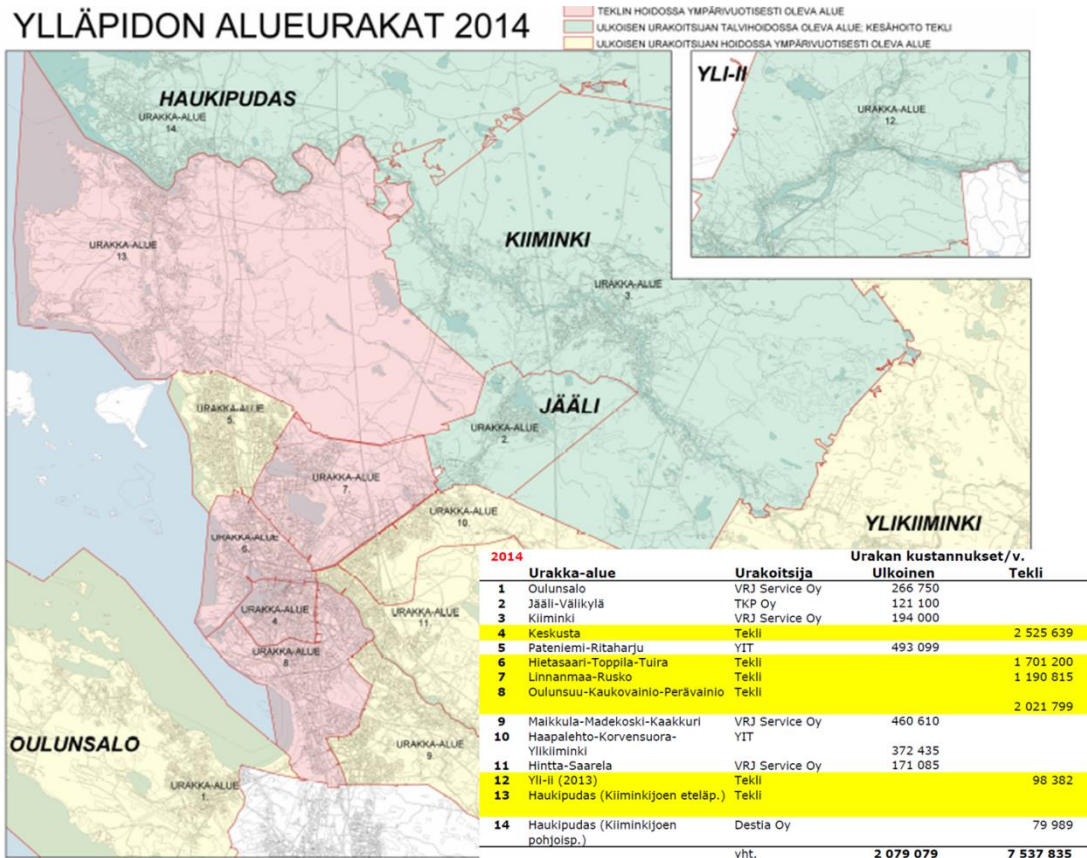 YLLÄPIDON ALUEURAKAT 2014
TEKLIN HOIDOSSA YMPÄRIVUOTISESTI OLEVA ALUE
ULKOISEN URAKOITSIJAN TALVIHOIDOSSA OLEVA ALUE; KESÄHOITO TEKLI
ULKOISEN URAKOITSIJAN HOIDOSSA YMPÄRIVUOTISESTI OLEVA ALUE
YLI-II
URAKKA-ALUE
12.
HAUKIPUDAS
URAKKA-ALUE
14.
URAKKA-ALUE
13.
KIIMINKI
URAKKA-ALUE
3.
JÄÄLI
URAKKA-ALUE
2.
URAKKA-ALUE
5.
URAKKA-ALUE
7.
URAKKA-ALUE
10.
YLIKIIMINKI
URAKKA-ALUE
6.
URAKKA-ALUE
4.
URAKKA-ALUE
11.
URAKKA-ALUE
8.
OULUNSALO
URAKKA-ALUE
9.
URAKKA-ALUE
1.
2014 Urakan kustannukset/v.
Urakka-alue Urakoitsija Ulkoinen Tekli
1 Oulunsalo VRJ Service Oy 266 750
2 Jääli-Välikylä TKP Oy 121 100
3 Kiiminki VRJ Service Oy 194 000
4 Keskusta Tekli 2 525 639
5 Pateniemi-Ritaharju YIT 493 099
6 Hietasaari-Toppila-Tuira Tekli 1 701 200
7 Linnanmaa-Rusko Tekli 1 190 815
8 Oulunsuu-Kaukovainio-Perävainio Tekli
2 021 799
9 Maikkula-Madekoski-Kaakkuri VRJ Service Oy 460 610
10 Haapalehto-Korvensuora- YIT
Ylikiiminki 372 435
11 Hintta-Saarela VRJ Service Oy 171 085
12 Yli-ii (2013) Tekli 98 382
13 Haukipudas (Kiiminkijoen eteläp.) Tekli
14 Haukipudas (Kiiminkijoen Destia Oy 79 989
pohjoisp.)
yht. 2 079 079 7 537 835